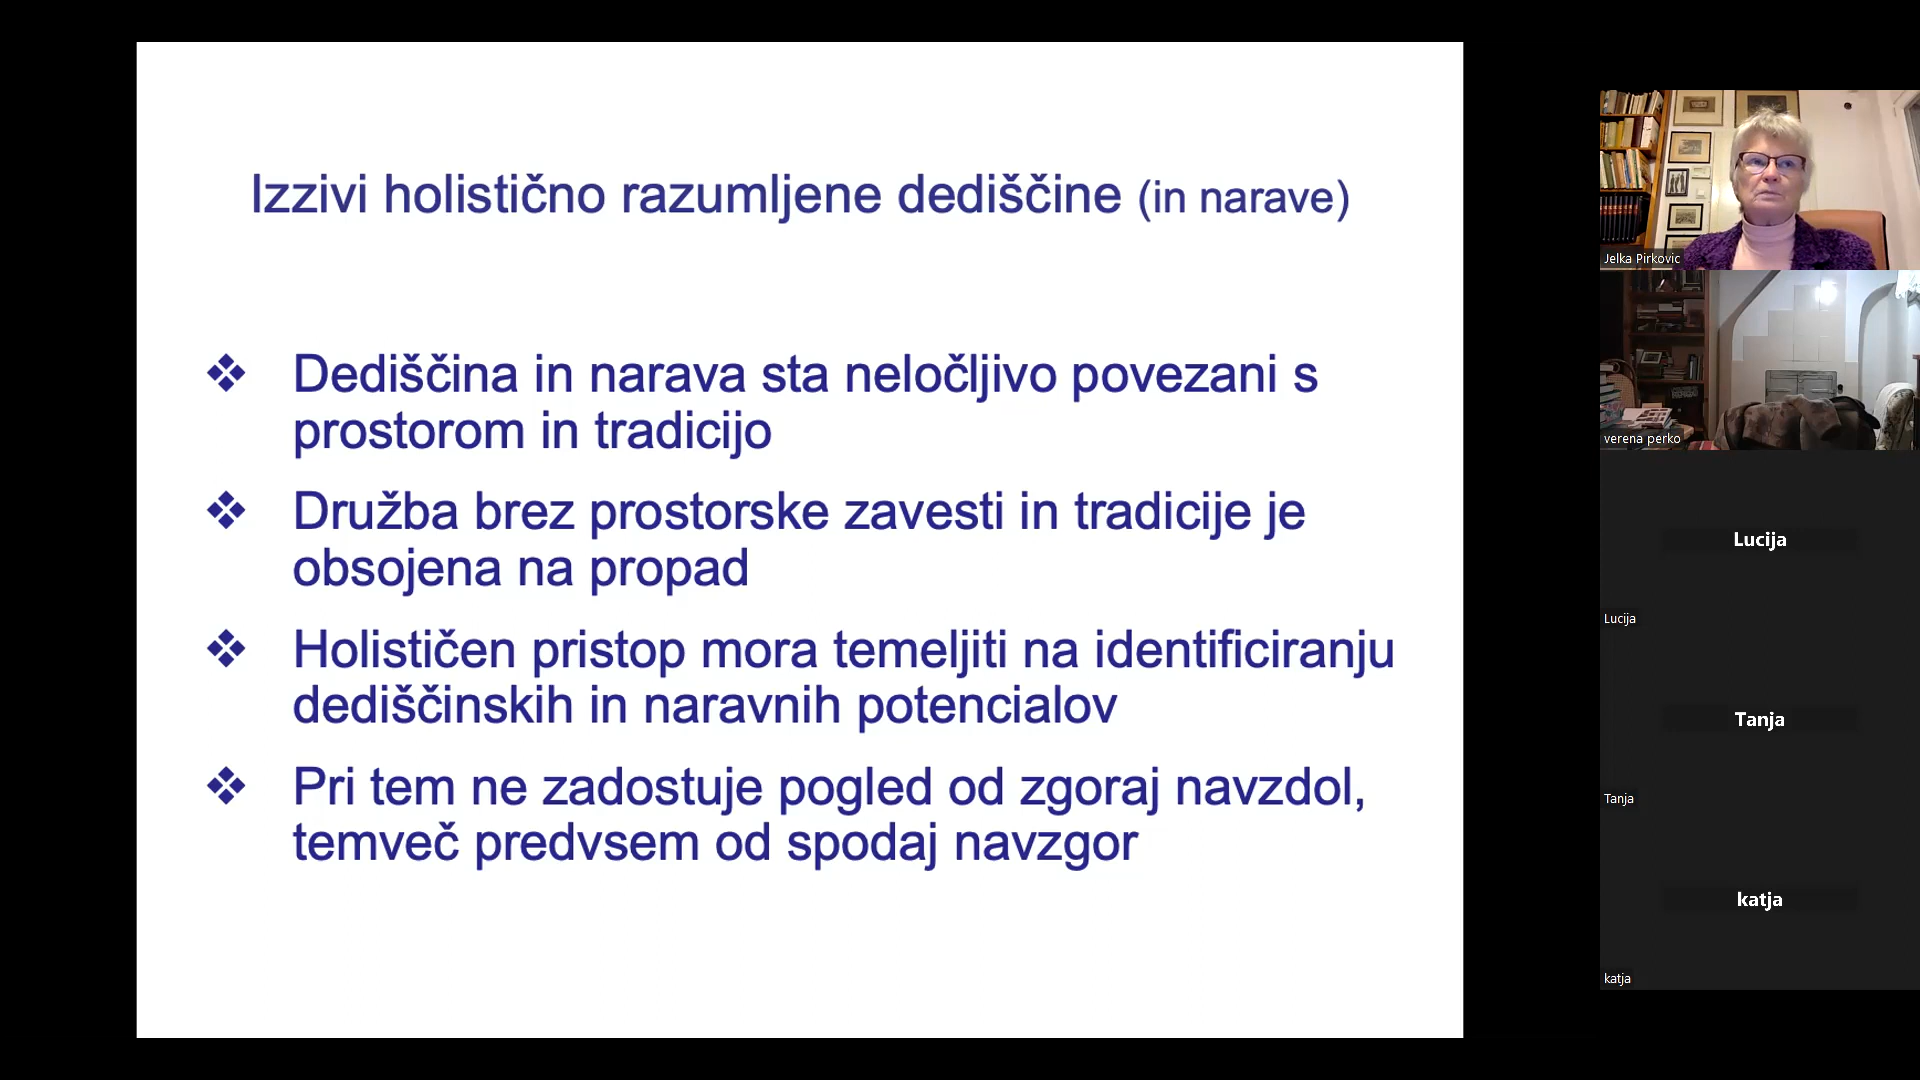 Izzivi holistično razumljene dediščine (in narave)
❖ Dediščina in narava sta neločljivo povezani s
prostorom in tradicijo
❖ Družba brez prostorske zavesti in tradicije je
obsojena na propad
❖ Holističen pristop mora temeljiti na identificiranju
dediščinskih in naravnih potencialov
❖ Pri tem ne zadostuje pogled od zgoraj navzdol,
temveč predvsem od spodaj navzgor
Jelka Pirkovic
verena perko
Lucija
Lucija
Tanja
Tanja
katja
katja